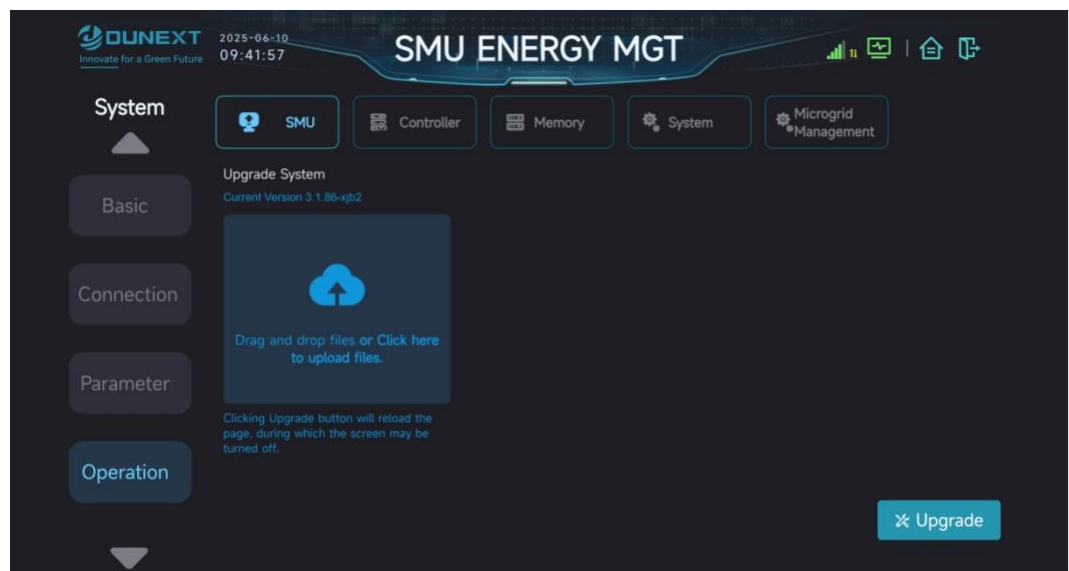 DUNEXT
Innovate for a Green Future
2025-06-10
09:41:57
SMU ENERGY MGT
System
SMU
Controller
Memory
System
Microgrid
Management
Upgrade System
Current Version 3.1.86-xjb2
Basic
Connection
Parameter
Operation
Drag and drop files or Click here
to upload files.
Clicking Upgrade button will reload the
page, during which the screen may be
turned off.
Upgrade